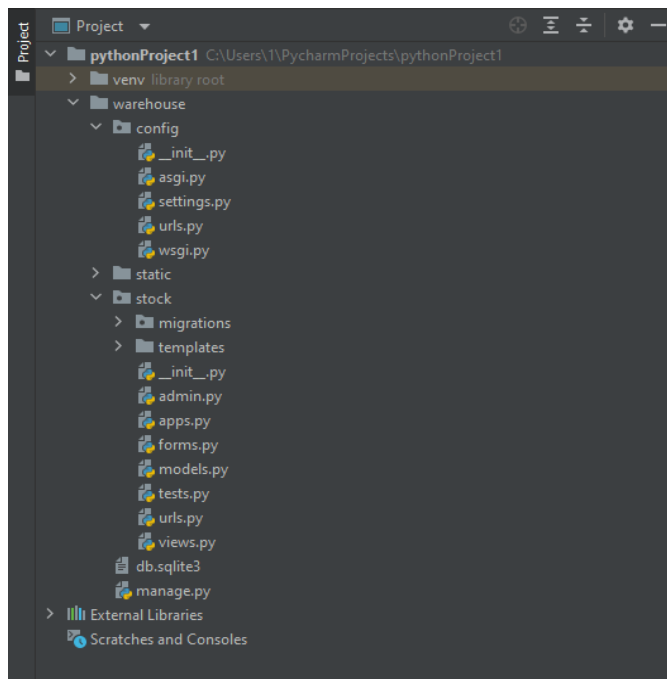 Project
Project
pythonProject1 C:\Users\1\PycharmProjects\pythonProject1
venv library root
warehouse
config
__init__.py
asgi.py
settings.py
urls.py
wsgi.py
static
stock
migrations
templates
__init__.py
admin.py
apps.py
forms.py
models.py
tests.py
urls.py
views.py
db.sqlite3
manage.py
External Libraries
Scratches and Consoles